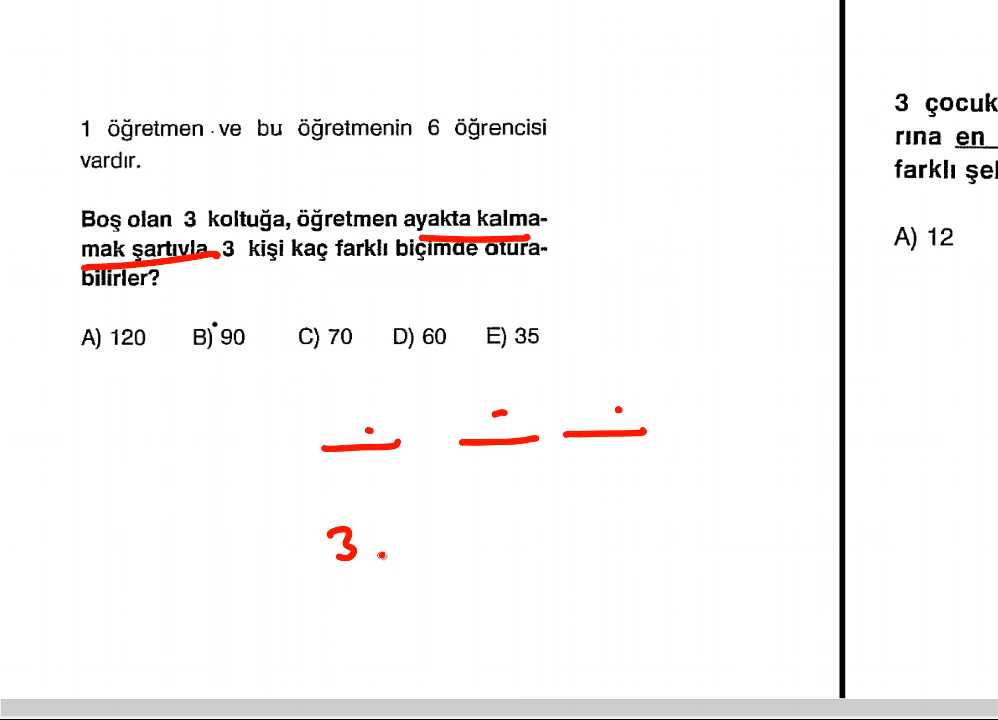 1 öğretmen ve bu öğretmenin 6 öğrencisi
vardır.
Boş olan 3 koltuğa, öğretmen ayakta kalma-
mak şartıyla 3 kişi kaç farklı biçimde otura-
bilirler?
A) 120 B) 90 C) 70 D) 60 E) 35
3 .
3 çocuk
rına en
farklı şel
A) 12